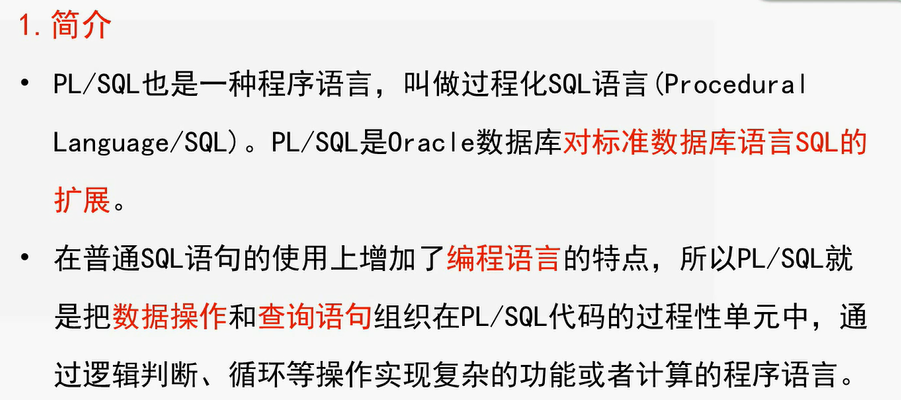 1.简介
• PL/SQL也是一种程序语言，叫做过程化SQL语言(Procedural
Language/SQL)。PL/SQL是Oracle数据库对标准数据库语言SQL的
扩展。
• 在普通SQL语句的使用上增加了编程语言的特点，所以PL/SQL就
是把数据操作和查询语句组织在PL/SQL代码的过程性单元中，通
过逻辑判断、循环等操作实现复杂的功能或者计算的程序语言。